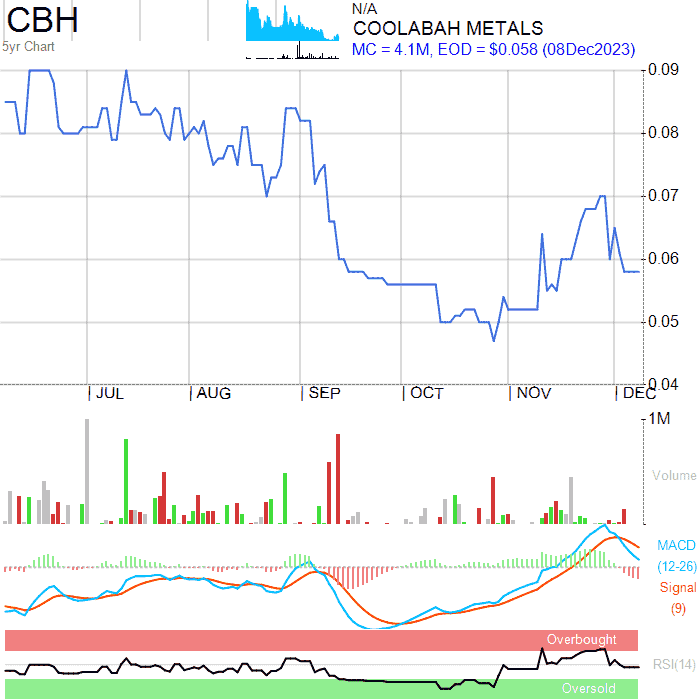 CBH
5yr Chart
N/A
COOLABAH METALS
MC = 4.1M, EOD = $0.058 (08Dec2023)
0.09
0.08
0.07
0.06
0.05
0.04
JUL AUG SEP OCT NOV DEC
1M
Volume
MACD
(12-26)
Signal
(9)
Overbought
RSI(14)
Oversold